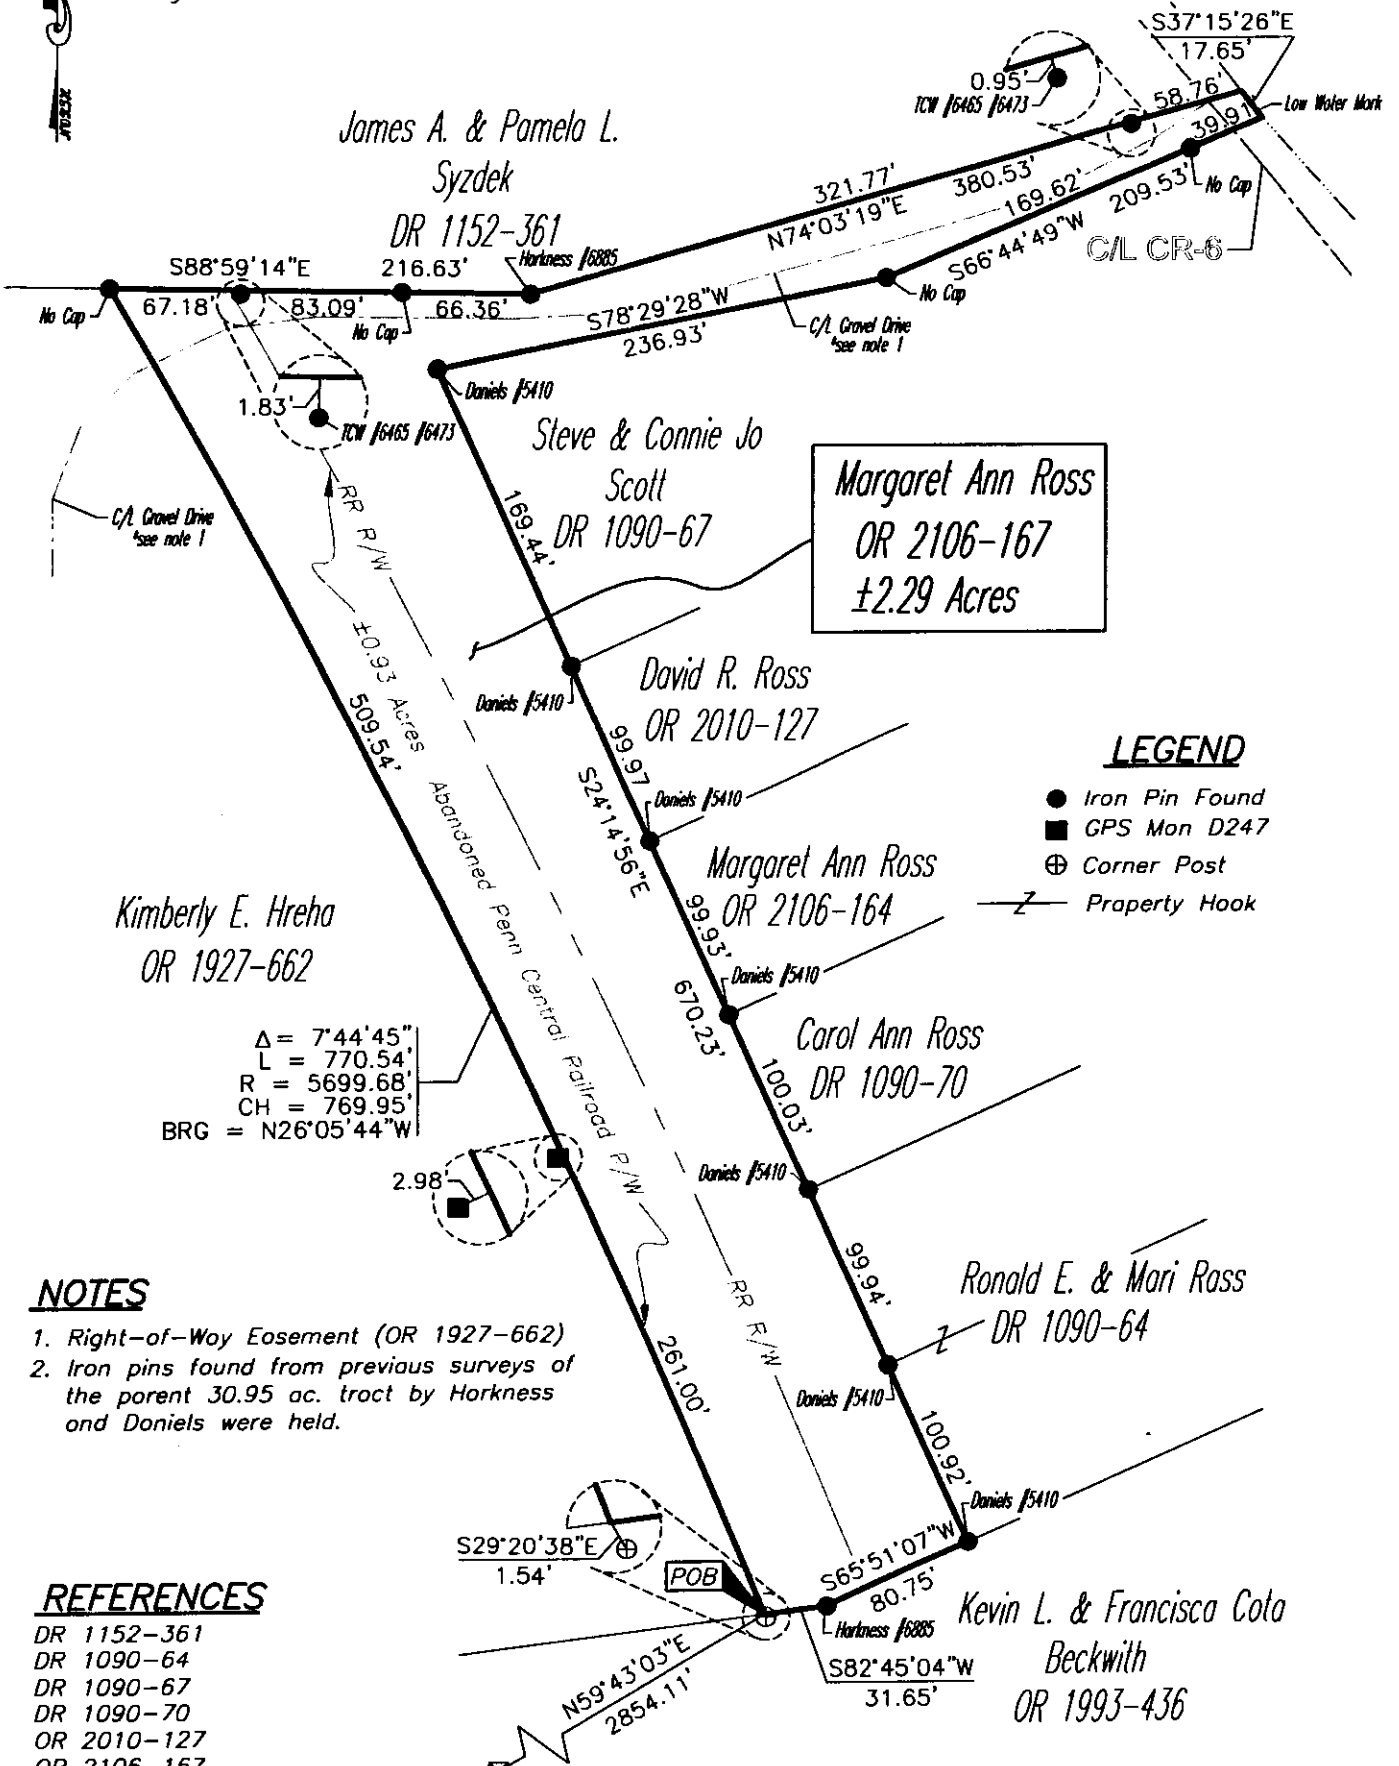 S37°15'26"E
17.65'
0.95'
TCW #6465 #6473
58.76'
39.91
Low Water Mark
James A. & Pamela L.
Syzdek
DR 1152-361
321.77'
380.53'
N74°03'19"E
169.62'
209.53'
S66°44'49"W
No Cap
C/L CR-6
S88°59'14"E
216.63'
Harkness #6885
No Cap
67.18'
83.09'
No Cap
66.36'
S78°29'28"W
236.93'
No Cap
C/L Gravel Drive
*see note 1
1.83'
TCW #6465 #6473
Daniels #5410
Steve & Connie Jo
Scott
DR 1090-67
Margaret Ann Ross
OR 2106-167
±2.29 Acres
C/L Gravel Drive
*see note 1
RR R/W
169.44'
±0.93 Acres
Abandoned Penn Central Railroad R/W
509.54'
David R. Ross
OR 2010-127
Daniels #5410
99.97
S24°14'56"E
Daniels #5410
LEGEND
Iron Pin Found
GPS Mon D247
Corner Post
Z Property Hook
Margaret Ann Ross
OR 2106-164
99.93'
Kimberly E. Hreha
OR 1927-662
Daniels #5410
670.23'
Carol Ann Ross
DR 1090-70
100.03'
Δ = 7°44'45"
L = 770.54'
R = 5699.68'
CH = 769.95'
BRG = N26°05'44"W
2.98'
Daniels #5410
99.94'
RR R/W
Ronald E. & Mari Ross
DR 1090-64
Z
Daniels #5410
NOTES
1. Right-of-Way Easement (OR 1927-662)
2. Iron pins found from previous surveys of
the parent 30.95 ac. tract by Harkness
and Daniels were held.
261.00'
100.92'
Daniels #5410
S29°20'38"E
1.54'
POB
S65°51'07"W
80.75'
Harkness #6885
S82°45'04"W
31.65'
Kevin L. & Francisca Cota
Beckwith
OR 1993-436
N59°43'03"E
2854.11'
REFERENCES
DR 1152-361
DR 1090-64
DR 1090-67
DR 1090-70
OR 2010-127
OR 2106-167